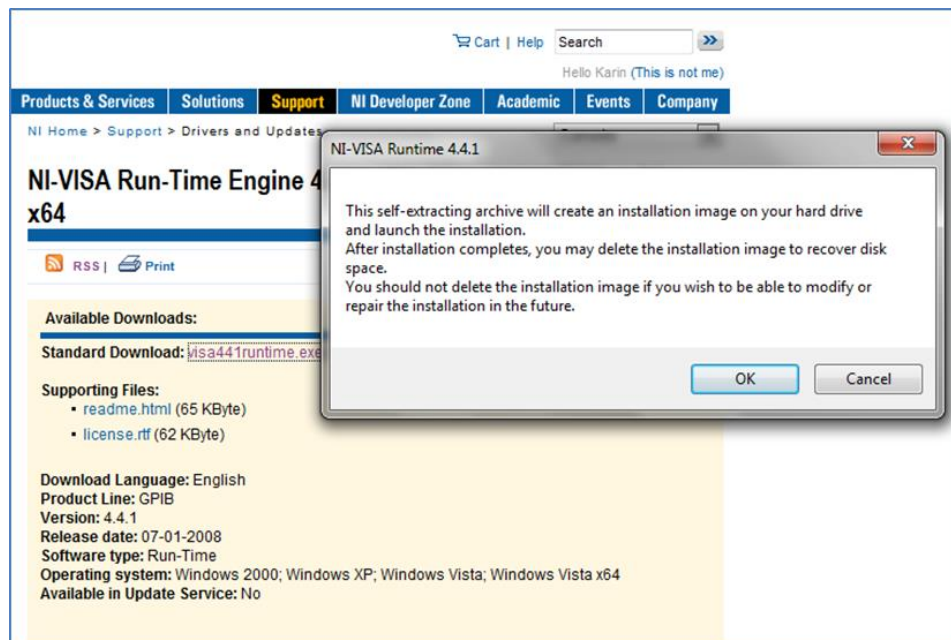 Cart | Help Search
Hello Karin (This is not me)
Products & Services Solutions Support NI Developer Zone Academic Events Company
NI Home > Support > Drivers and Updates
NI-VISA Run-Time Engine 4
x64
RSS | Print
Available Downloads:
Standard Download: visa441runtime.exe
Supporting Files:
▪ readme.html (65 KByte)
▪ license.rtf (62 KByte)
Download Language: English
Product Line: GPIB
Version: 4.4.1
Release date: 07-01-2008
Software type: Run-Time
Operating system: Windows 2000; Windows XP; Windows Vista; Windows Vista x64
Available in Update Service: No
NI-VISA Runtime 4.4.1
This self-extracting archive will create an installation image on your hard drive
and launch the installation.
After installation completes, you may delete the installation image to recover disk
space.
You should not delete the installation image if you wish to be able to modify or
repair the installation in the future.
OK Cancel